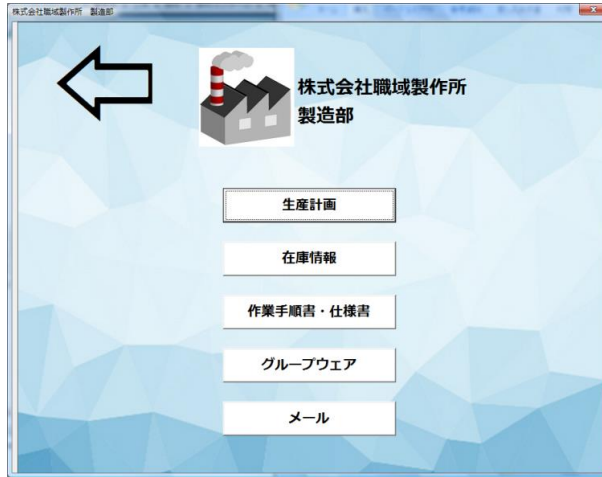 株式会社職域製作所 製造部
株式会社職域製作所
製造部
生産計画
在庫情報
作業手順書・仕様書
グループウェア
メール